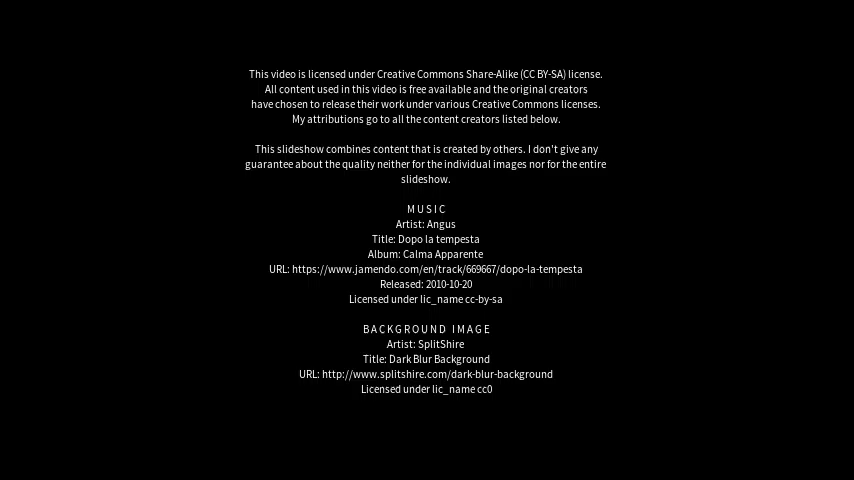 This video is licensed under Creative Commons Share-Alike (CC BY-SA) license.
All content used in this video is free available and the original creators
have chosen to release their work under various Creative Commons licenses.
My attributions go to all the content creators listed below.
This slideshow combines content that is created by others. I don't give any
guarantee about the quality neither for the individual images nor for the entire
slideshow.
MUSIC
Artist: Angus
Title: Dopo la tempesta
Album: Calma Apparente
URL: https://www.jamendo.com/en/track/669667/dopo-la-tempesta
Released: 2010-10-20
Licensed under lic_name cc-by-sa
BACKGROUND IMAGE
Artist: SplitShire
Title: Dark Blur Background
URL: http://www.splitshire.com/dark-blur-background
Licensed under lic_name cc0